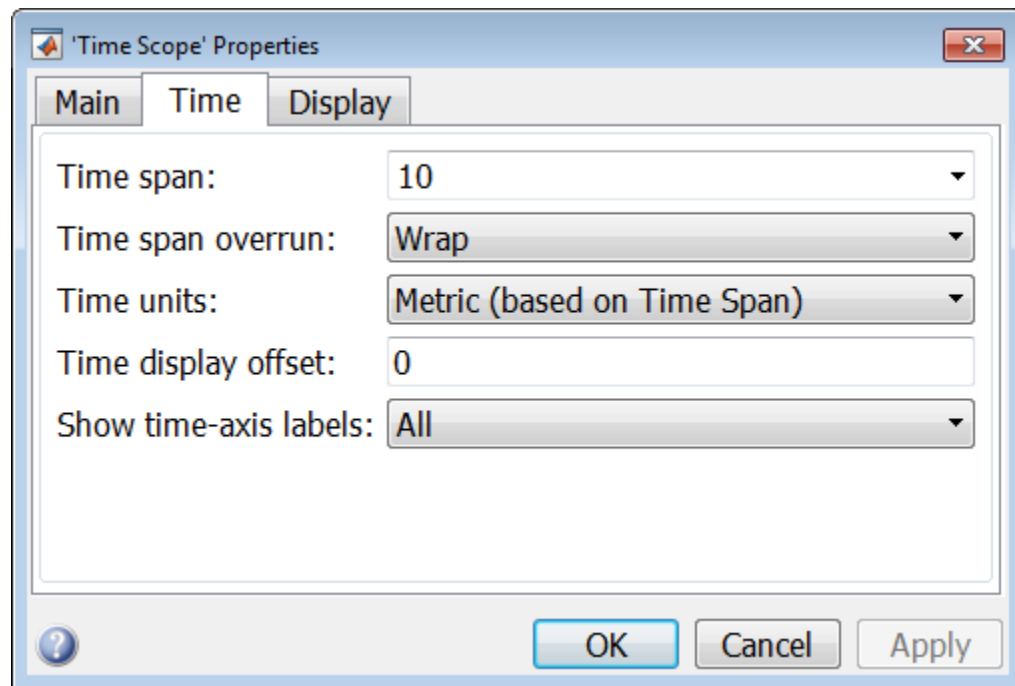 'Time Scope' Properties
Main Time Display
Time span: 10
Time span overrun: Wrap
Time units: Metric (based on Time Span)
Time display offset: 0
Show time-axis labels: All
? OK Cancel Apply